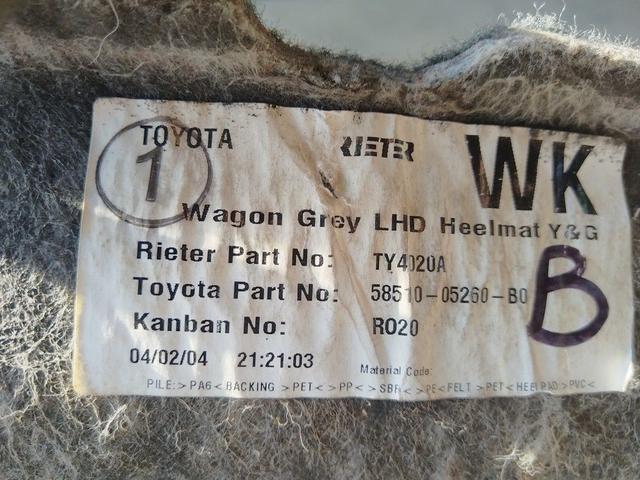 TOYOTA RIETER WK
1
Wagon Grey LHD Heelmat Y&G
Rieter Part No: TY4020A
Toyota Part No: 58510-05260-B0
B
Kanban No: R020
04/02/04 21:21:03 Material Code:
PILE:>PA6<BACKING >PET< >PP< >SBR< >PE<FELT >PET<HEELPAD>PVC<